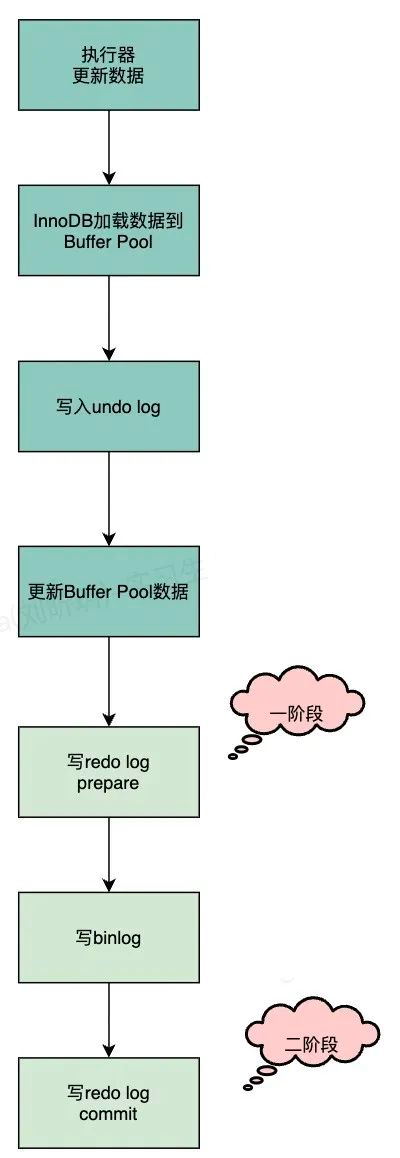 执行器
更新数据
InnoDB加载数据到
Buffer Pool
写入undo log
更新Buffer Pool数据
一阶段
写redo log
prepare
写binlog
二阶段
写redo log
commit